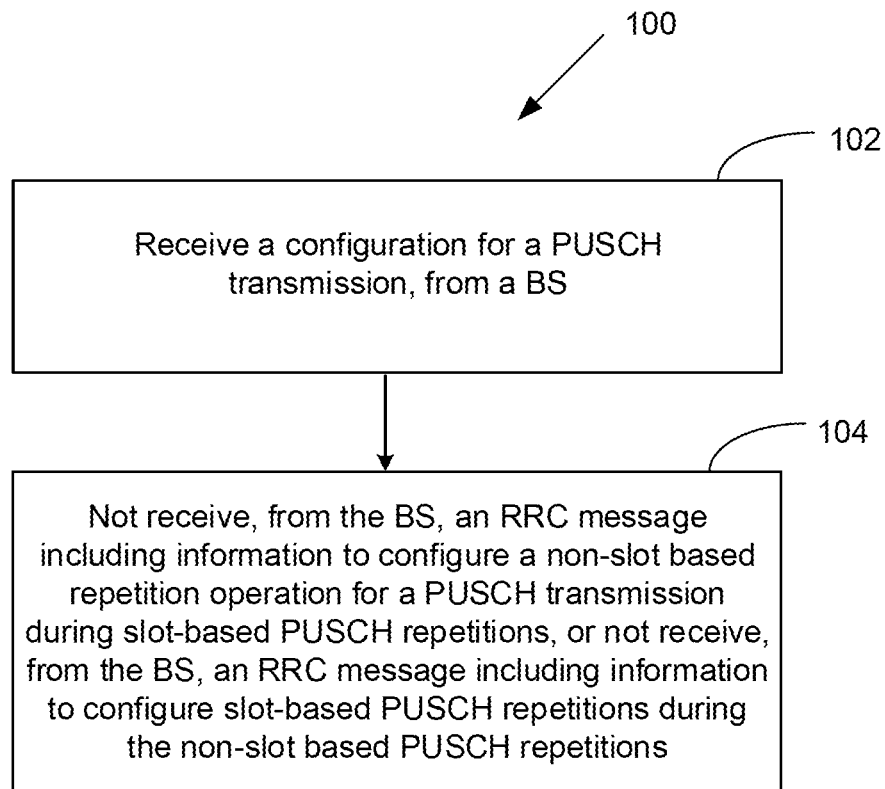 100
102
Receive a configuration for a PUSCH
transmission, from a BS
104
Not receive, from the BS, an RRC message
including information to configure a non-slot based
repetition operation for a PUSCH transmission
during slot-based PUSCH repetitions, or not receive,
from the BS, an RRC message including information
to configure slot-based PUSCH repetitions during
the non-slot based PUSCH repetitions